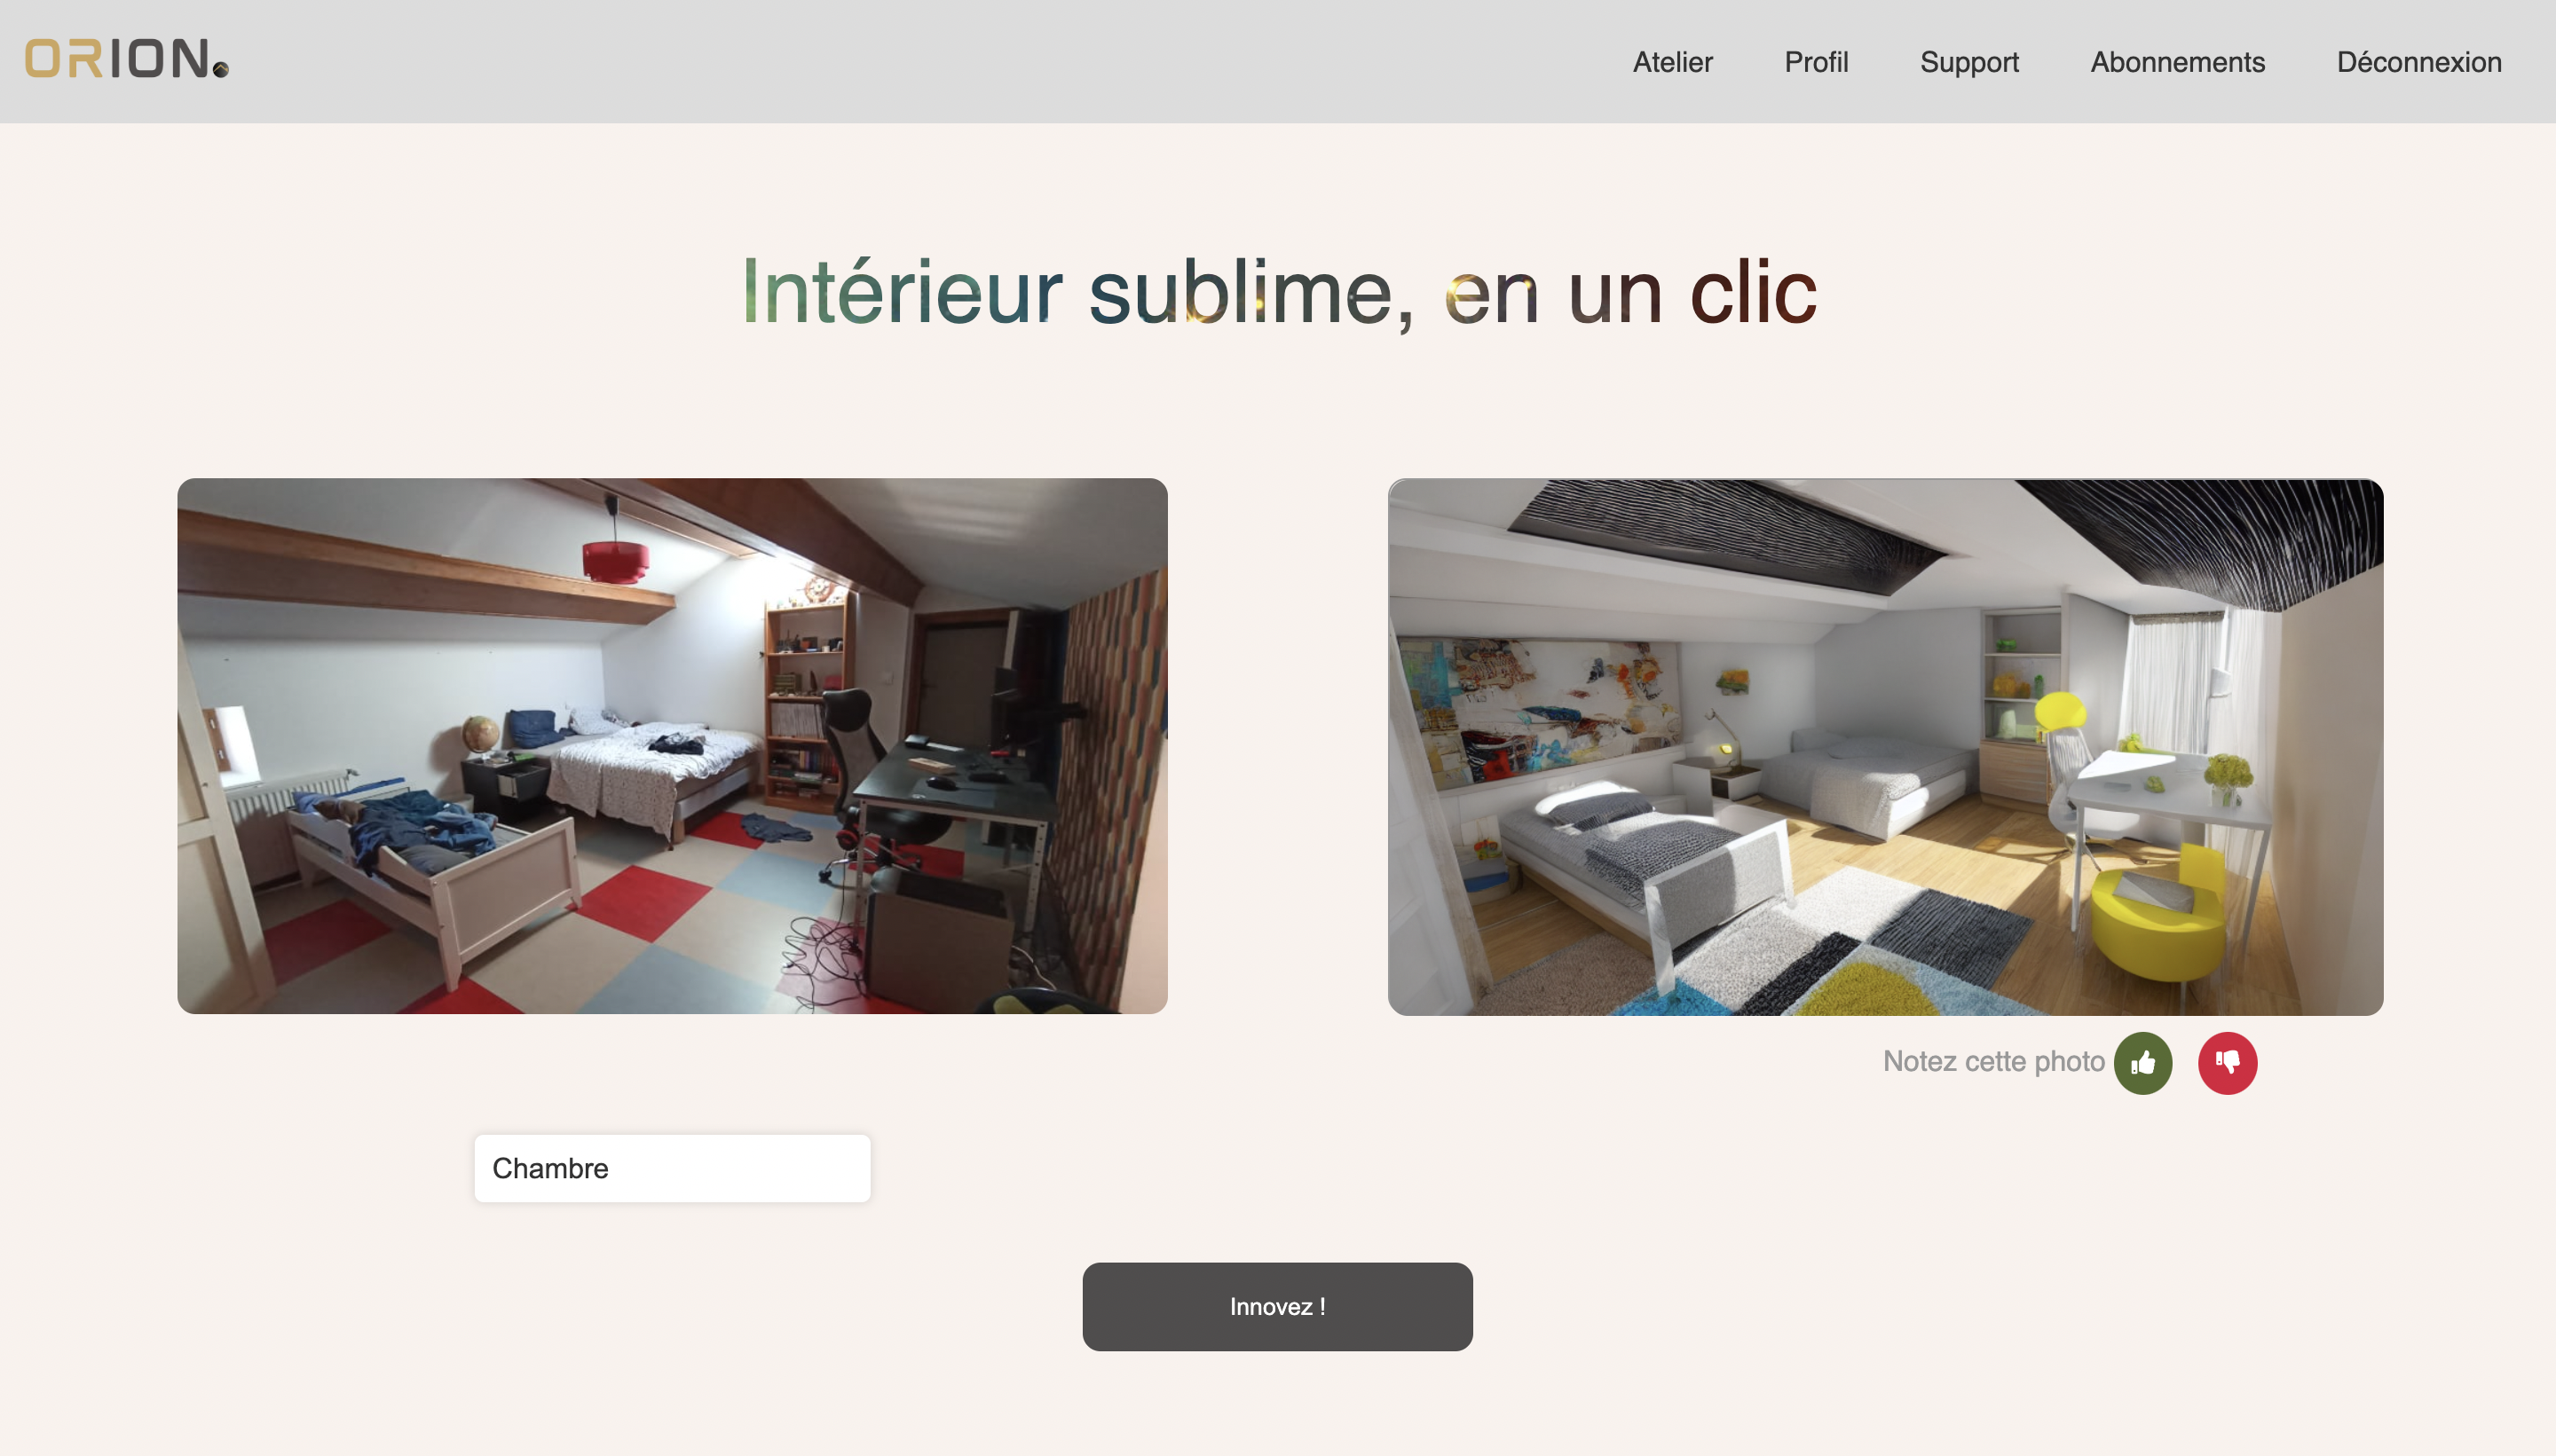 ORION.
Atelier Profil Support Abonnements Déconnexion
Intérieur sublime, en un clic
Notez cette photo
Chambre
Innovez !